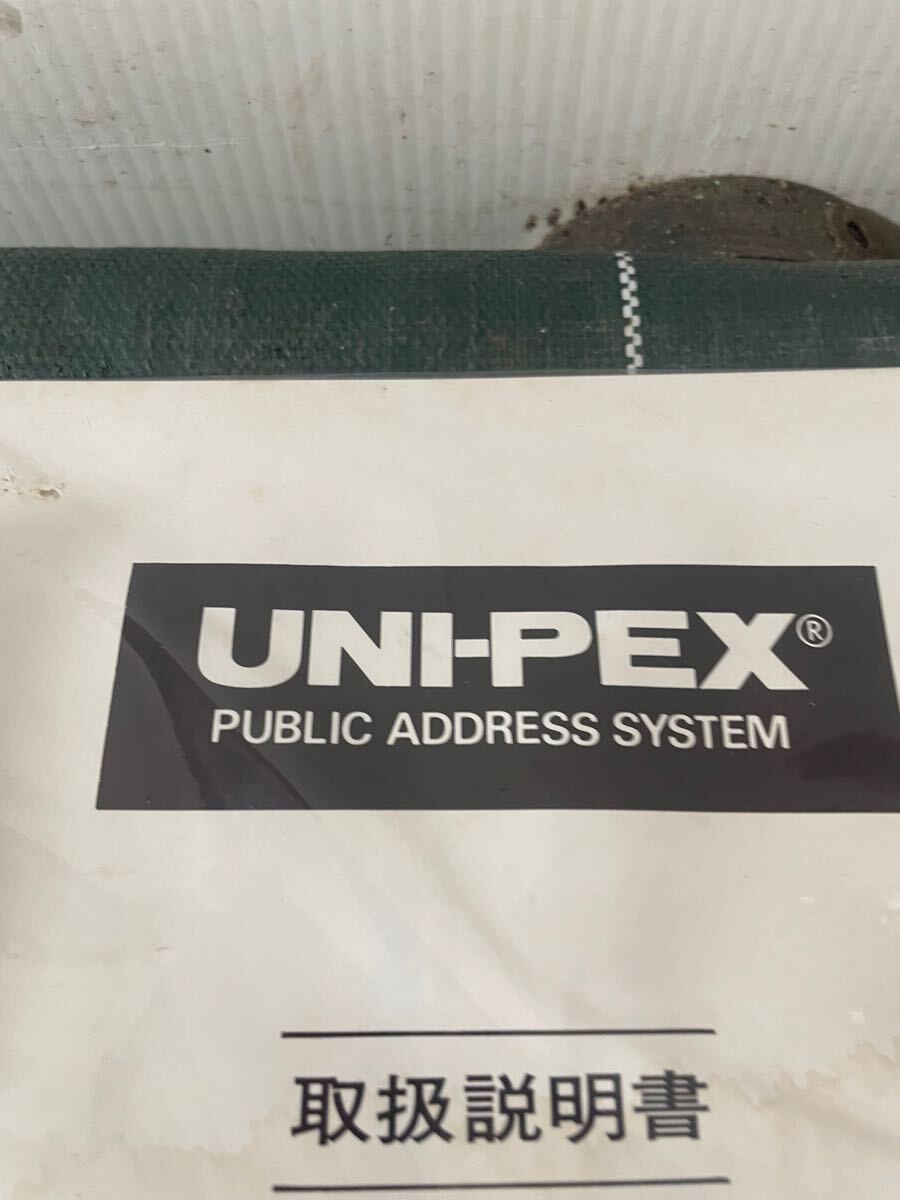 UNI-PEX®
PUBLIC ADDRESS SYSTEM
取扱説明書